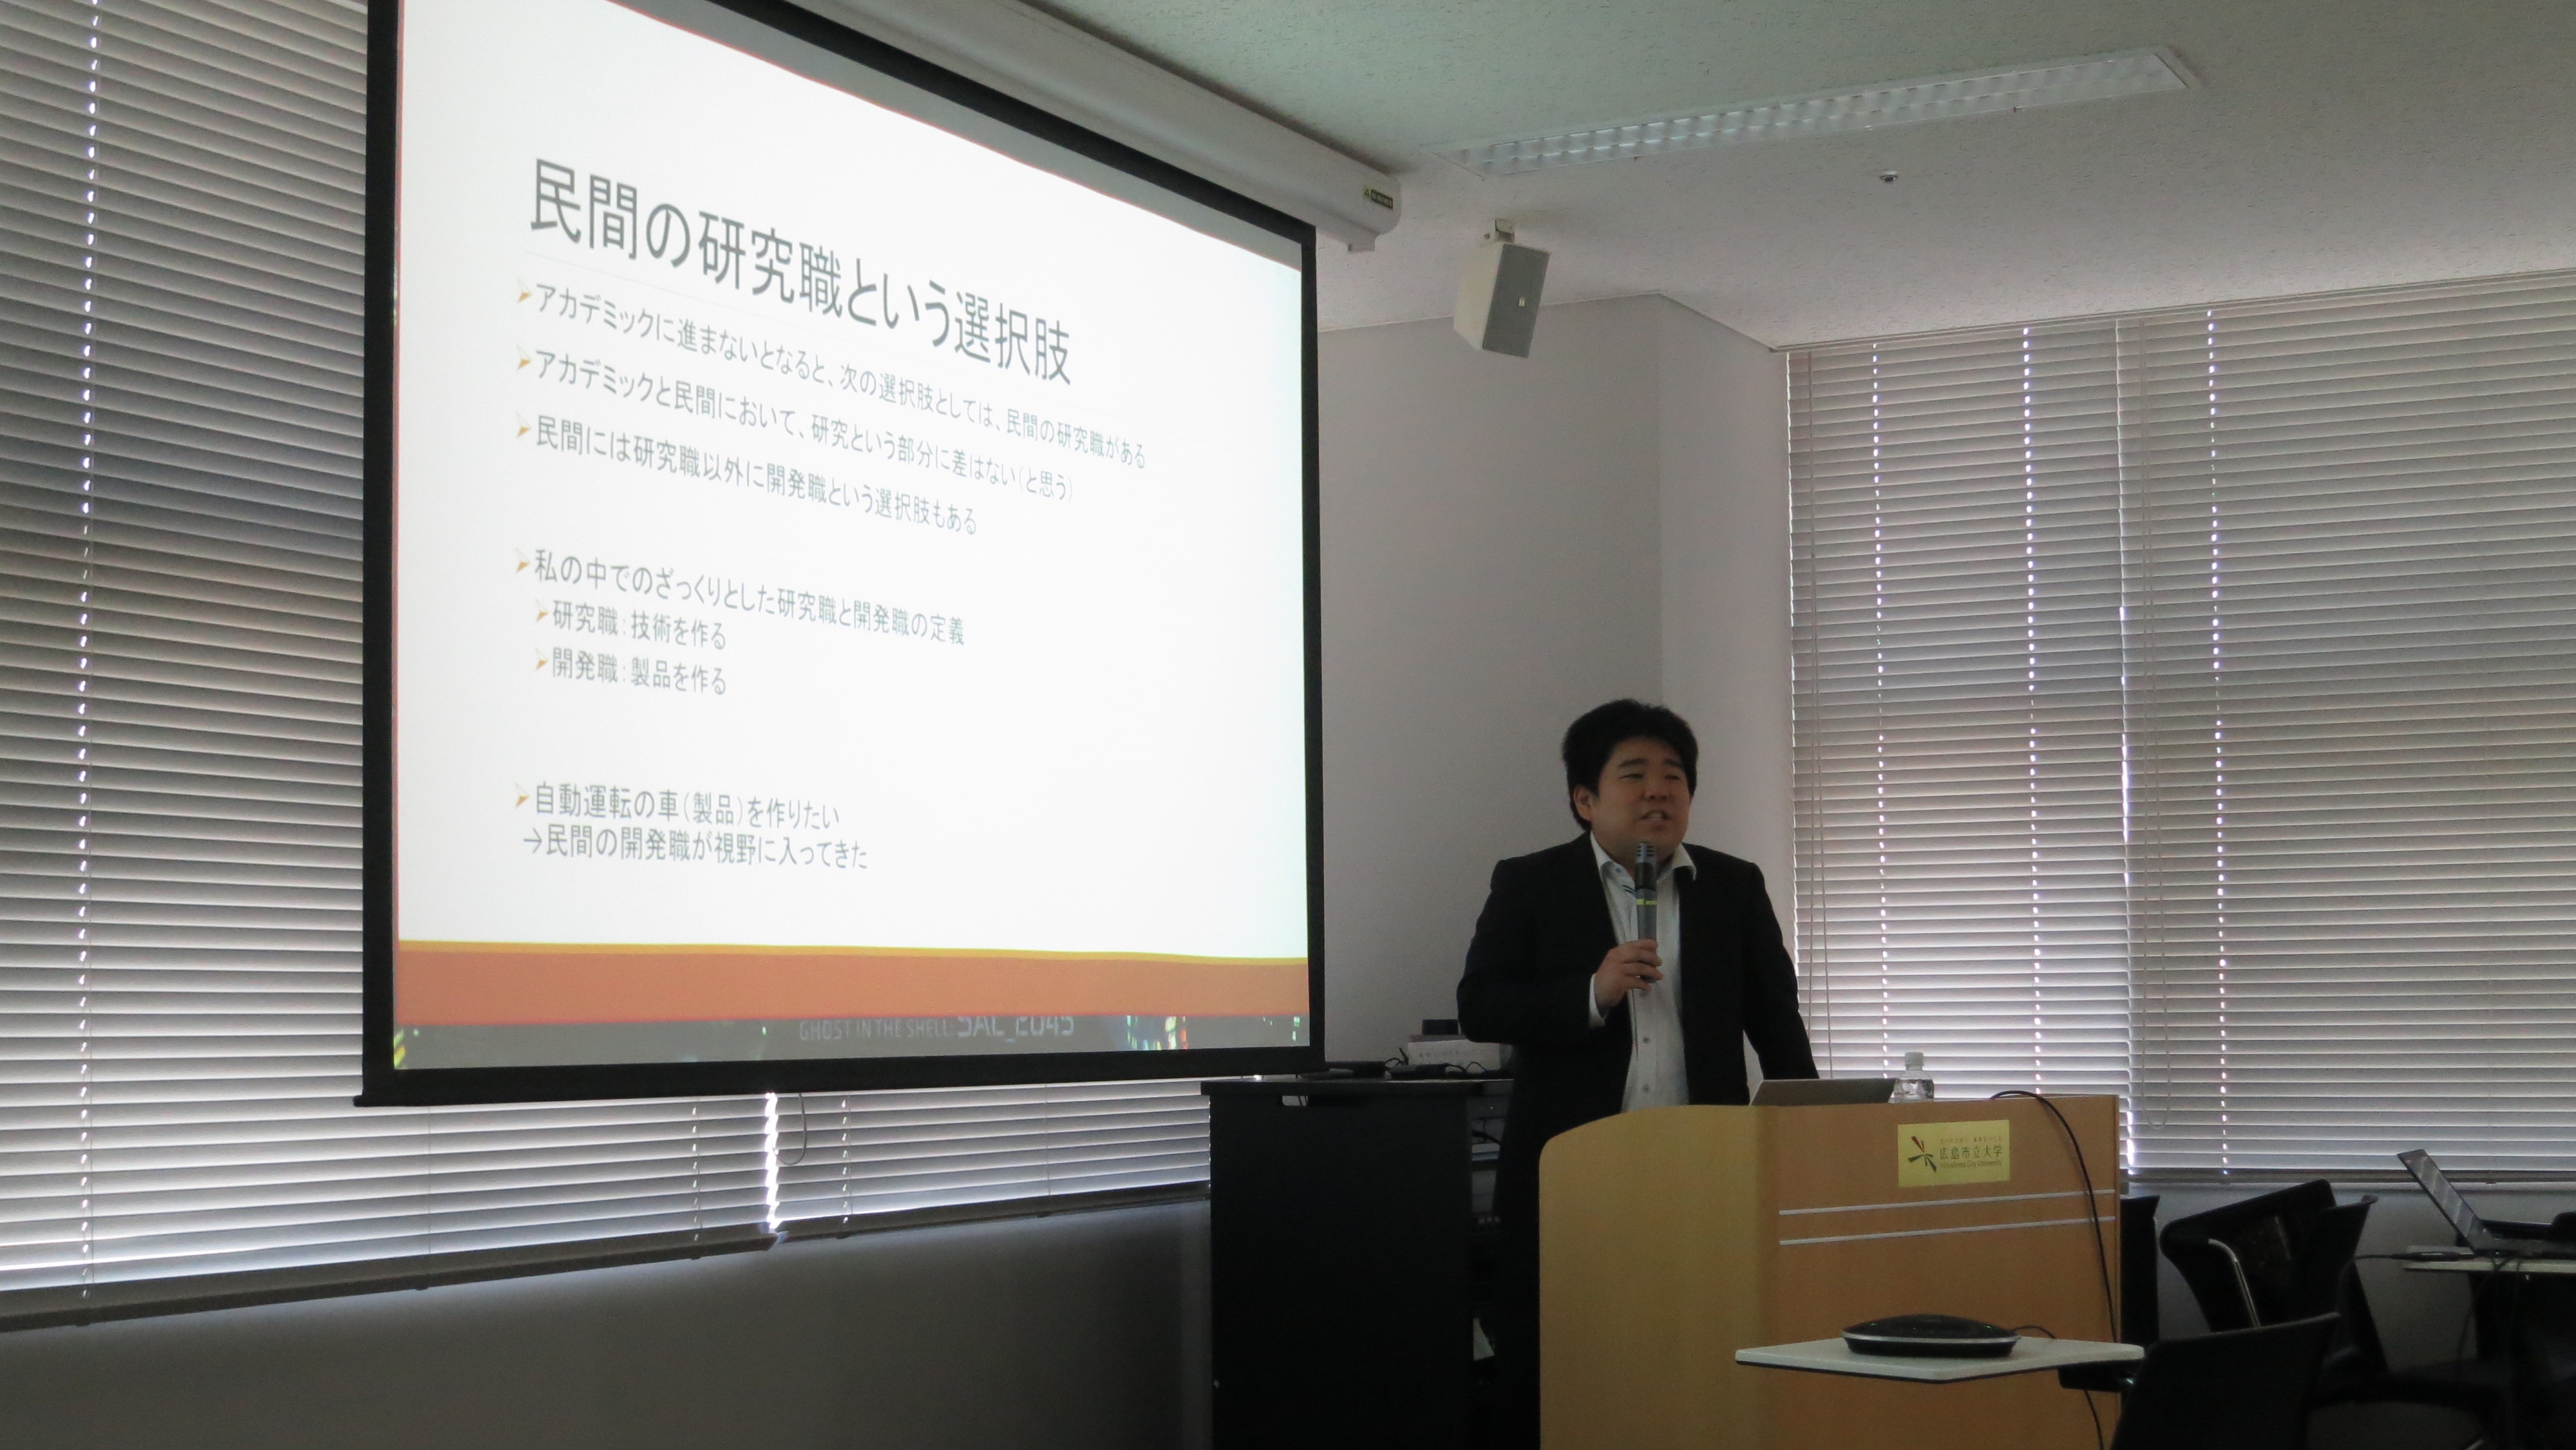 民間の研究職という選択肢
➢アカデミックに進まないとなると、次の選択肢としては、民間の研究職がある
➢アカデミックと民間において、研究という部分に差はない(と思う)
➢民間には研究職以外に開発職という選択肢もある
➢私の中でのざっくりとした研究職と開発職の定義
➢研究職:技術を作る
➢開発職:製品を作る
➢自動運転の車(製品)を作りたい
→民間の開発職が視野に入ってきた
GHOST IN THE SHELL: SAC_2045
広島市立大学
Hiroshima City University